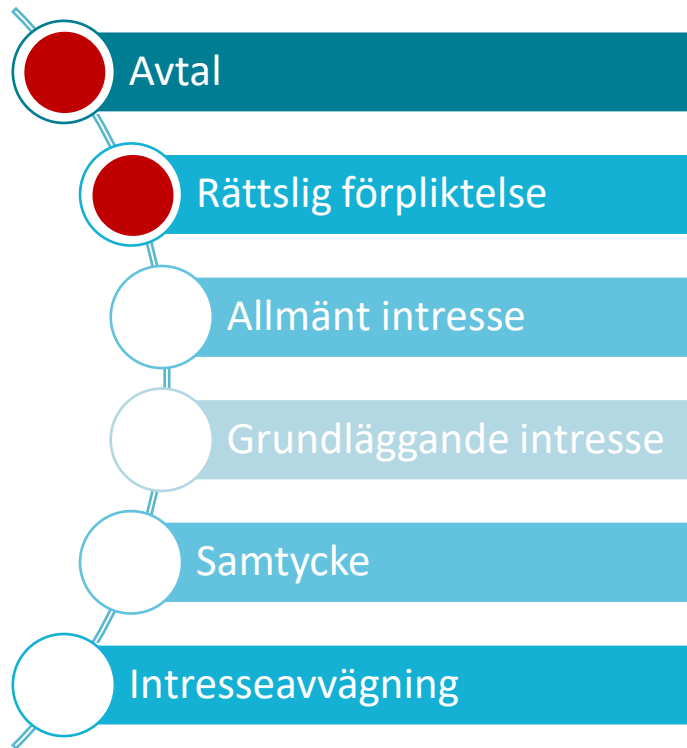 Avtal
Rättslig förpliktelse
Allmänt intresse
Grundläggande intresse
Samtycke
Intresseavvägning